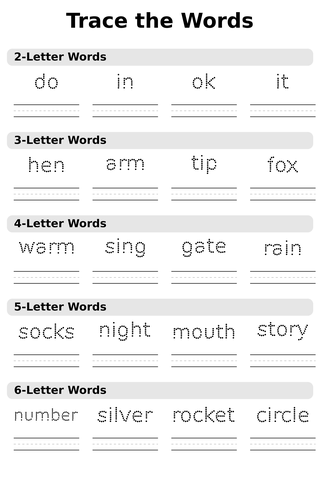 Trace the Words
2-Letter Words
do in ok it
3-Letter Words
hen arm tip fox
4-Letter Words
warm sing gate rain
5-Letter Words
socks night mouth story
6-Letter Words
number silver rocket circle